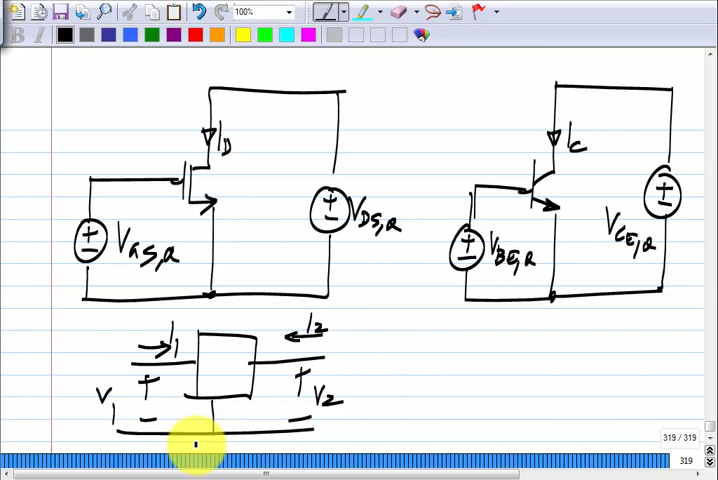 100%
B I
I_D
I_C
V_GS,Q
V_DS,Q
V_BE,Q
V_CE,Q
I_1
I_2
+
+
V_1
V_2
-
-
319 / 319
319